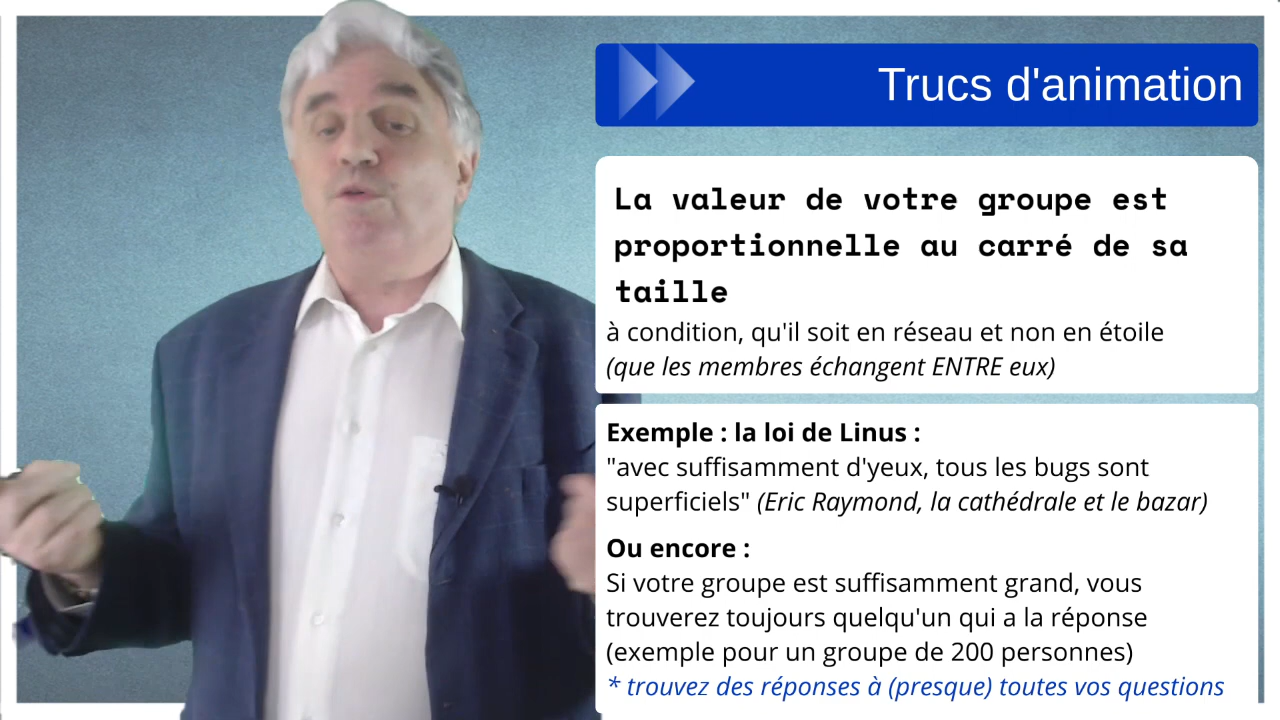 Trucs d'animation
La valeur de votre groupe est
proportionnelle au carré de sa
taille
à condition, qu'il soit en réseau et non en étoile
(que les membres échangent ENTRE eux)
Exemple : la loi de Linus :
"avec suffisamment d'yeux, tous les bugs sont
superficiels" (Eric Raymond, la cathédrale et le bazar)
Ou encore :
Si votre groupe est suffisamment grand, vous
trouverez toujours quelqu'un qui a la réponse
(exemple pour un groupe de 200 personnes)
* trouvez des réponses à (presque) toutes vos questions